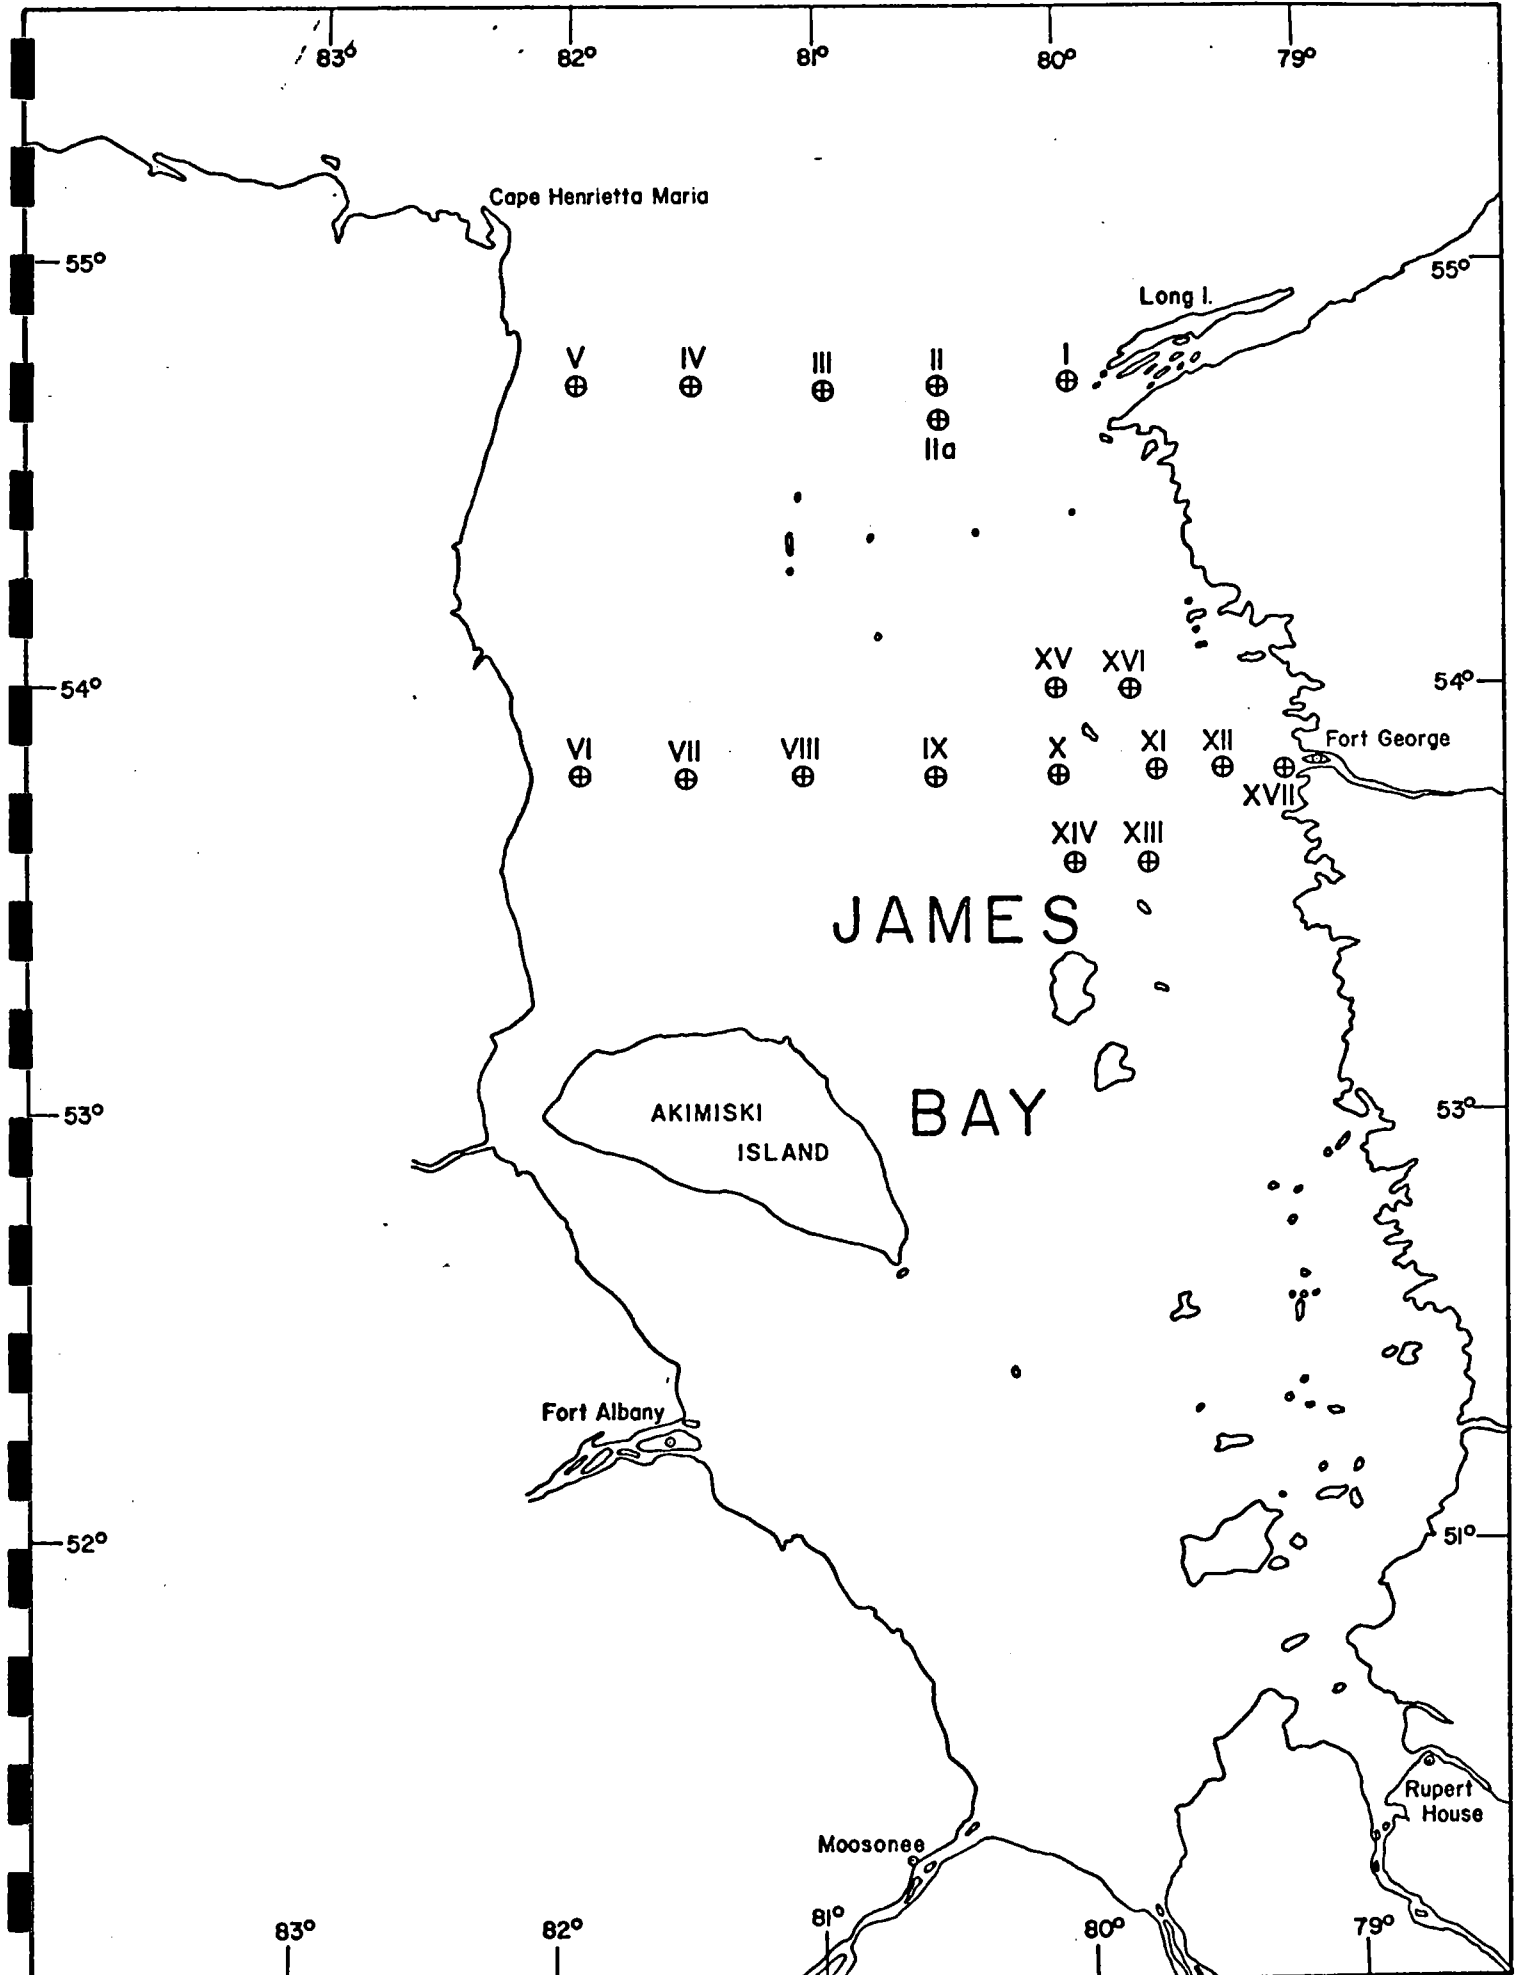 83° 82° 81° 80° 79°
Cape Henrietta Maria
55° 55°
Long I.
V IV III II I
IIa
XV XVI
54° 54°
Fort George
VI VII VIII IX X XI XII
XVII
XIV XIII
JAMES
BAY
53° 53°
AKIMISKI
ISLAND
Fort Albany
52° 51°
Rupert
House
Moosonee
83° 82° 81° 80° 79°